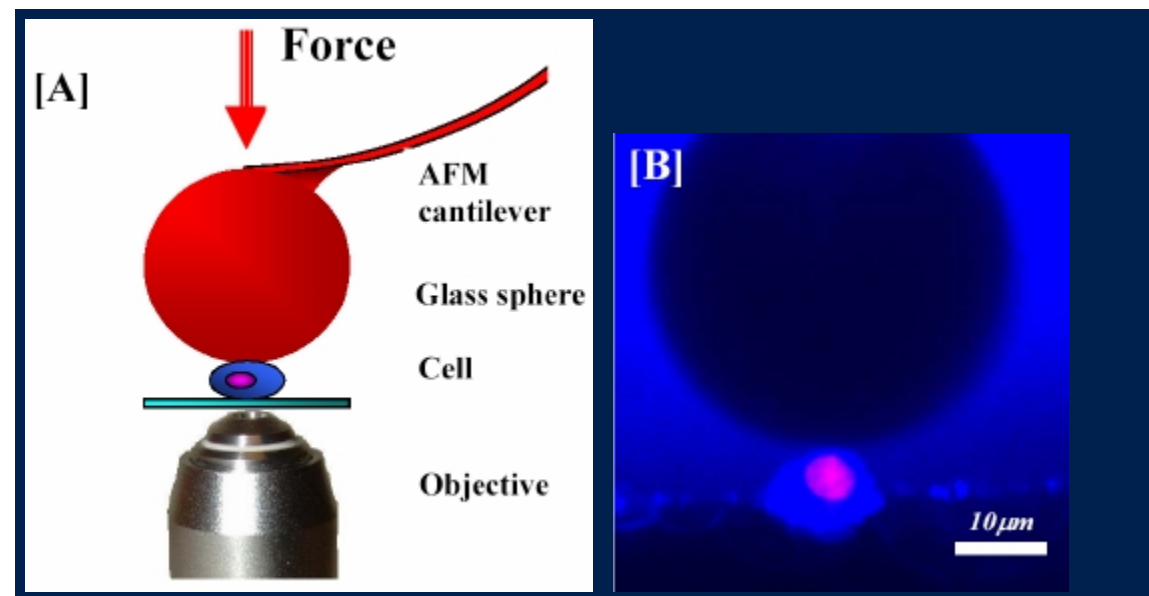 Force
[A]
AFM
cantilever
Glass sphere
Cell
Objective
[B]
10μm